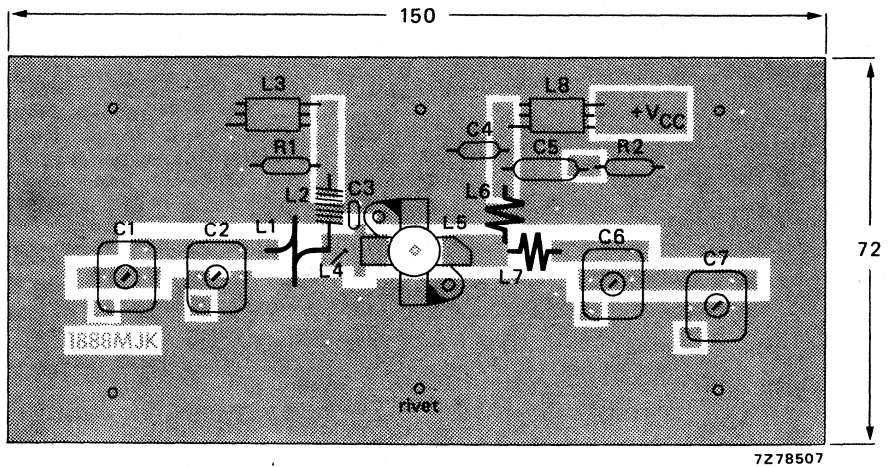 150
L3
L8
+VCC
C4
R1
C5
R2
L2
C3
L6
C1
C2
L1
L5
C6
72
L4
L7
C7
1888MJK
rivet
7Z78507